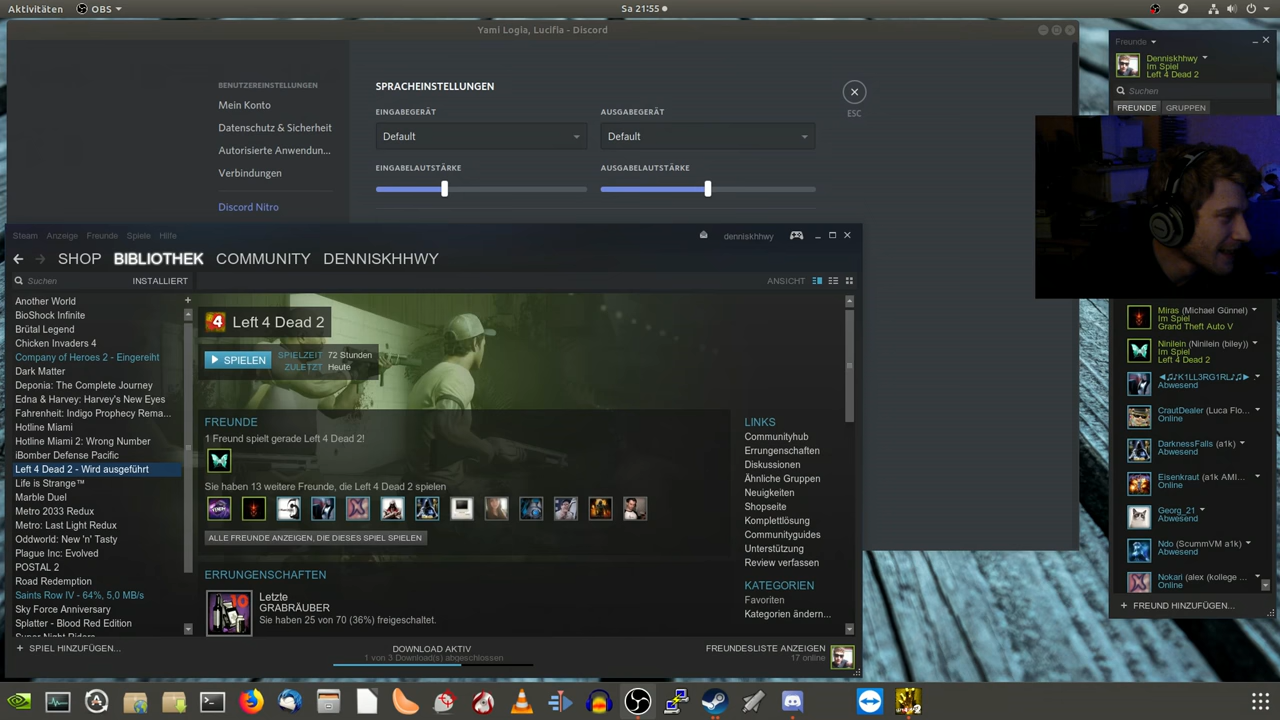 Aktivitäten
OBS
Sa 21:55
Yami Logia, Lucifia - Discord
BENUTZEREINSTELLUNGEN
Mein Konto
Datenschutz & Sicherheit
Autorisierte Anwendun...
Verbindungen
Discord Nitro
SPRACHEINSTELLUNGEN
EINGABEGERÄT
AUSGABEGERÄT
Default
Default
EINGABELAUTSTÄRKE
AUSGABELAUTSTÄRKE
ESC
Freunde
Denniskhhwy
Im Spiel
Left 4 Dead 2
Suchen
FREUNDE GRUPPEN
Miras (Michael Günnel)
Im Spiel
Grand Theft Auto V
Ninilein (Ninilein (biley))
Im Spiel
Left 4 Dead 2
◄♫♪K1LL3RG1RL♪♫►
Abwesend
CrautDealer (Luca Flo...
Online
DarknessFalls (a1k)
Abwesend
Eisenkraut (a1k AMI...
Online
Georg_21
Abwesend
Ndo (ScummVM a1k)
Abwesend
Nokari (alex (kollege ...
Online
+ FREUND HINZUFÜGEN...
Steam Anzeige Freunde Spiele Hilfe
denniskhhwy
SHOP BIBLIOTHEK COMMUNITY DENNISKHHWY
Suchen INSTALLIERT
ANSICHT
Another World
BioShock Infinite
Brütal Legend
Chicken Invaders 4
Company of Heroes 2 - Eingereiht
Dark Matter
Deponia: The Complete Journey
Edna & Harvey: Harvey's New Eyes
Fahrenheit: Indigo Prophecy Rema...
Hotline Miami
Hotline Miami 2: Wrong Number
iBomber Defense Pacific
Left 4 Dead 2 - Wird ausgeführt
Life is Strange™
Marble Duel
Metro 2033 Redux
Metro: Last Light Redux
Oddworld: New 'n' Tasty
Plague Inc: Evolved
POSTAL 2
Road Redemption
Saints Row IV - 64%, 5,0 MB/s
Sky Force Anniversary
Splatter - Blood Red Edition
+ SPIEL HINZUFÜGEN...
Left 4 Dead 2
SPIELEN
SPIELZEIT 72 Stunden
ZULETZT Heute
FREUNDE
1 Freund spielt gerade Left 4 Dead 2!
Sie haben 13 weitere Freunde, die Left 4 Dead 2 spielen
ALLE FREUNDE ANZEIGEN, DIE DIESES SPIEL SPIELEN
ERRUNGENSCHAFTEN
Letzte
GRABRÄUBER
Sie haben 25 von 70 (36%) freigeschaltet.
LINKS
Communityhub
Errungenschaften
Diskussionen
Ähnliche Gruppen
Neuigkeiten
Shopseite
Komplettlösung
Communityguides
Unterstützung
Review verfassen
KATEGORIEN
Favoriten
Kategorien ändern...
DOWNLOAD AKTIV
1 von 3 Download(s) abgeschlossen
FREUNDESLISTE ANZEIGEN
17 online